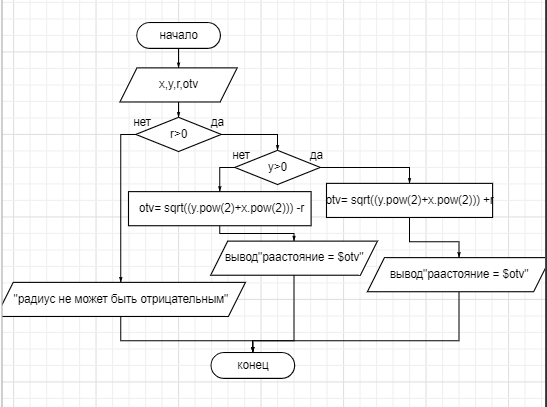 начало
x,y,r,otv
нет
да
r>0
нет
да
y>0
otv= sqrt((y.pow(2)+x.pow(2))) -r
otv= sqrt((y.pow(2)+x.pow(2))) +r
вывод"раастояние = $otv"
вывод"раастояние = $otv"
"радиус не может быть отрицательным"
конец